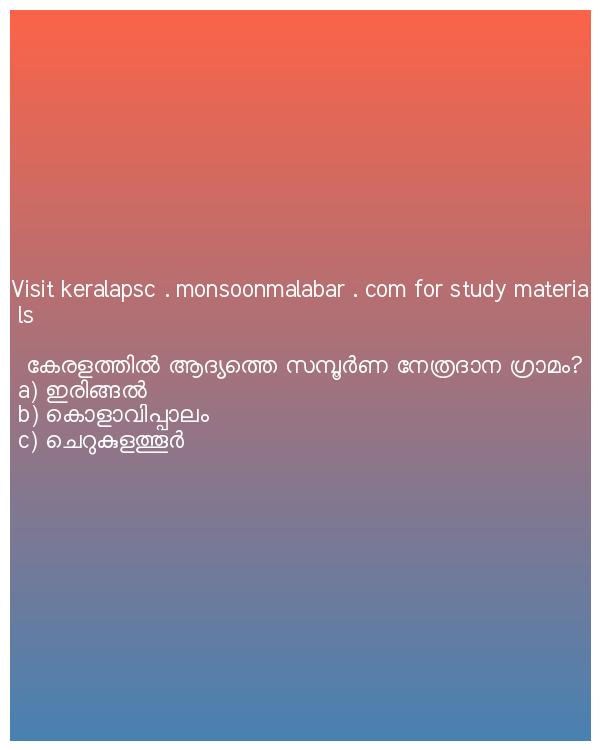 Visit keralapsc . monsoonmalabar . com for study materia
ls
കേരളത്തിൽ ആദ്യത്തെ സമ്പൂർണ നേത്രദാന ഗ്രാമം?
a) ഇരിങ്ങൽ
b) കൊളാവിപ്പാലം
c) ചെറുകുളത്തൂർ